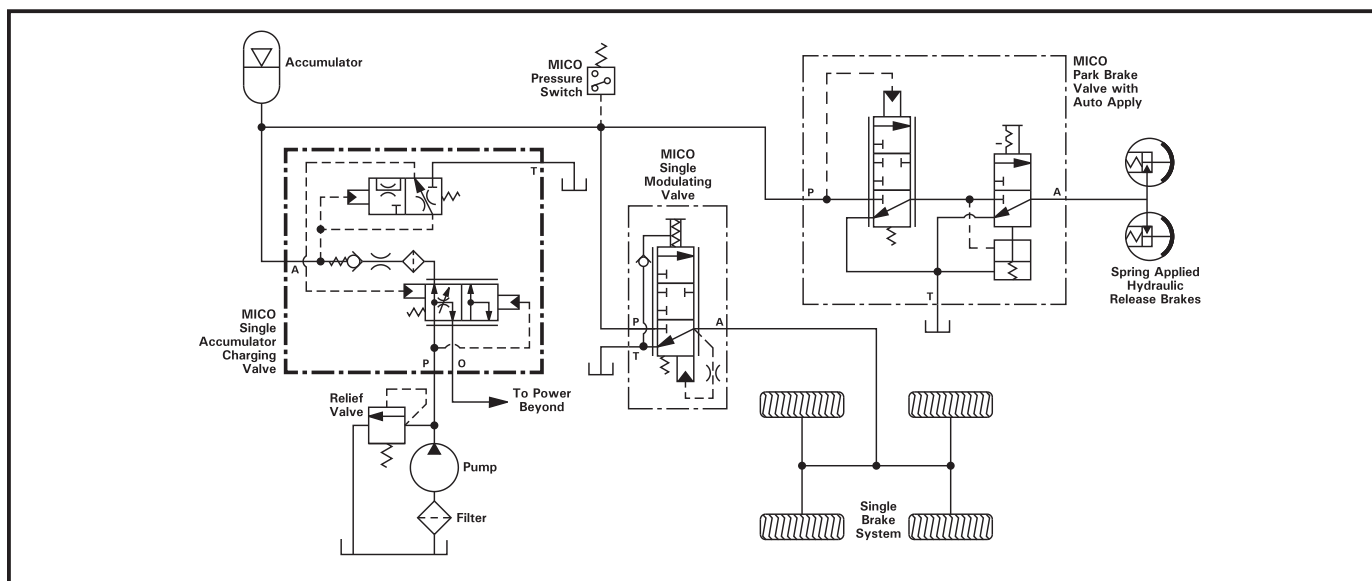 Accumulator
MICO
Pressure
Switch
MICO
Park Brake
Valve with
Auto Apply
MICO
Single
Modulating
Valve
T
P
A
A
T
Spring Applied
Hydraulic
Release Brakes
MICO
Single
Accumulator
Charging
Valve
P
O
P
T
A
To Power
Beyond
Relief
Valve
Pump
Filter
Single
Brake
System